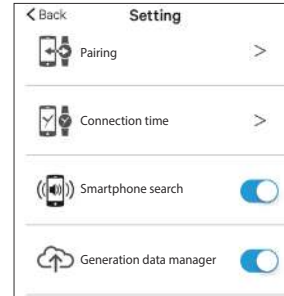 Back Setting
Pairing
Connection time
Smartphone search
Generation data manager